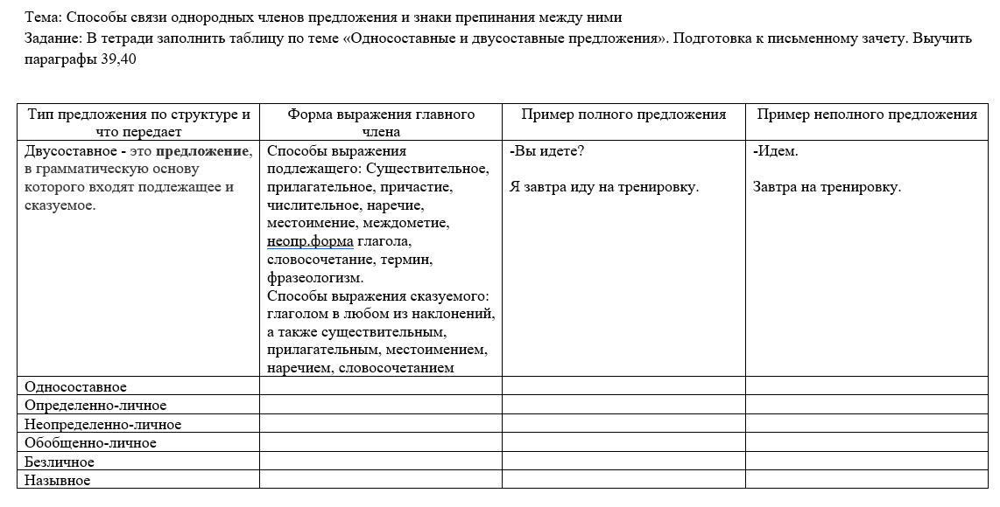 Тема: Способы связи однородных членов предложения и знаки препинания между ними
Задание: В тетради заполнить таблицу по теме «Односоставные и двусоставные предложения». Подготовка к письменному зачету. Выучить
параграфы 39,40
Тип предложения по структуре и
что передает
Форма выражения главного
члена
Пример полного предложения
Пример неполного предложения
Двусоставное - это предложение,
в грамматическую основу
которого входят подлежащее и
сказуемое.
Способы выражения
подлежащего: Существительное,
прилагательное, причастие,
числительное, наречие,
местоимение, междометие,
неопр.форма глагола,
словосочетание, термин,
фразеологизм.
Способы выражения сказуемого:
глаголом в любом из наклонений,
а также существительным,
прилагательным, местоимением,
наречием, словосочетанием
-Вы идете?
Я завтра иду на тренировку.
-Идем.
Завтра на тренировку.
Односоставное
Определенно-личное
Неопределенно-личное
Обобщенно-личное
Безличное
Назывное